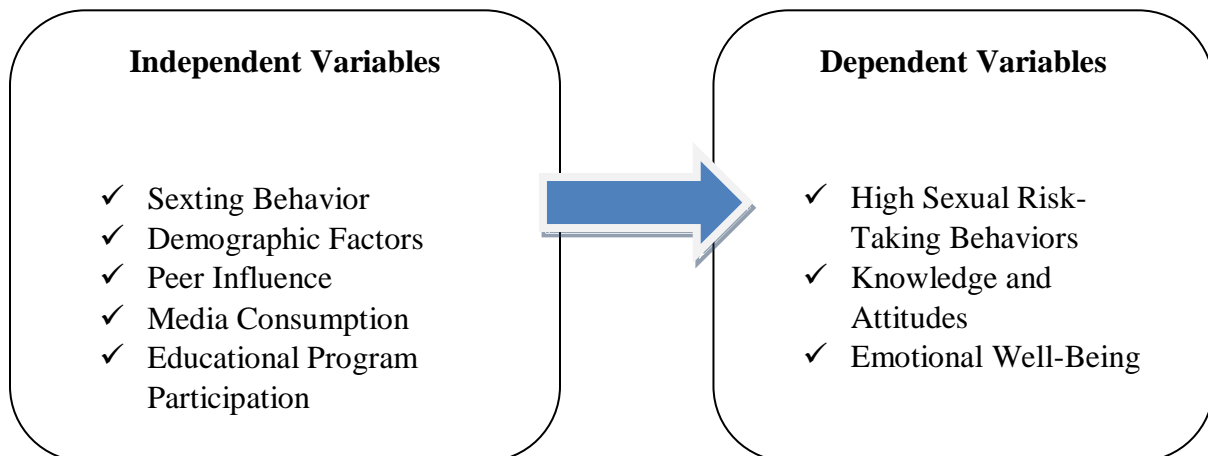 Independent Variables
✓ Sexting Behavior
✓ Demographic Factors
✓ Peer Influence
✓ Media Consumption
✓ Educational Program
Participation
Dependent Variables
✓ High Sexual Risk-
Taking Behaviors
✓ Knowledge and
Attitudes
✓ Emotional Well-Being